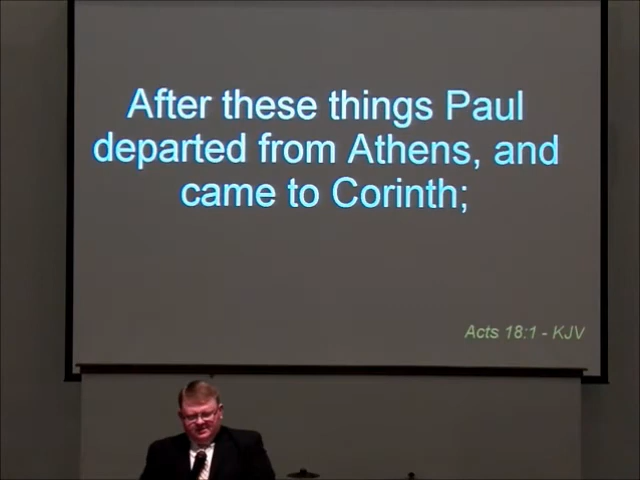 After these things Paul
departed from Athens, and
came to Corinth;
Acts 18:1 - KJV